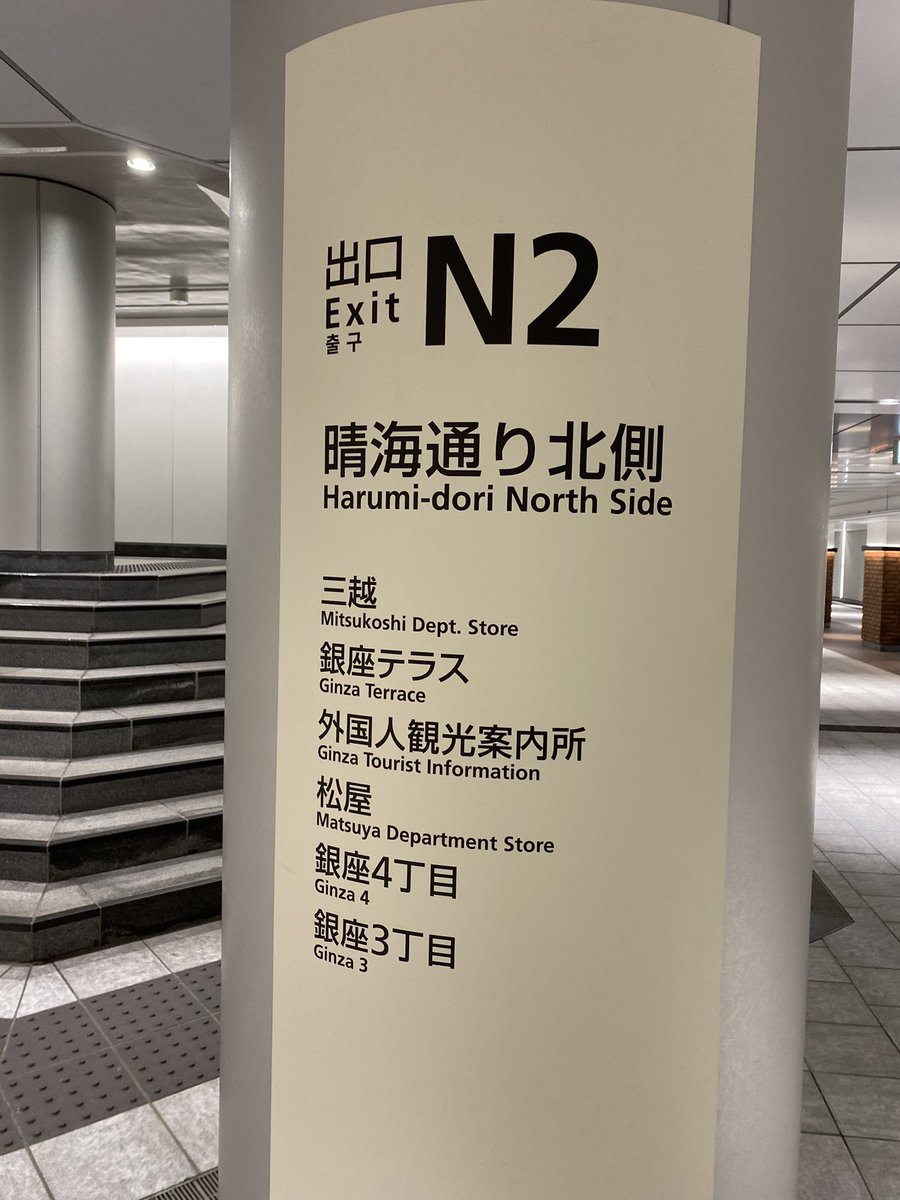 出口
Exit
출구
N2
晴海通り北側
Harumi-dori North Side
三越
Mitsukoshi Dept. Store
銀座テラス
Ginza Terrace
外国人観光案内所
Ginza Tourist Information
松屋
Matsuya Department Store
銀座4丁目
Ginza 4
銀座3丁目
Ginza 3